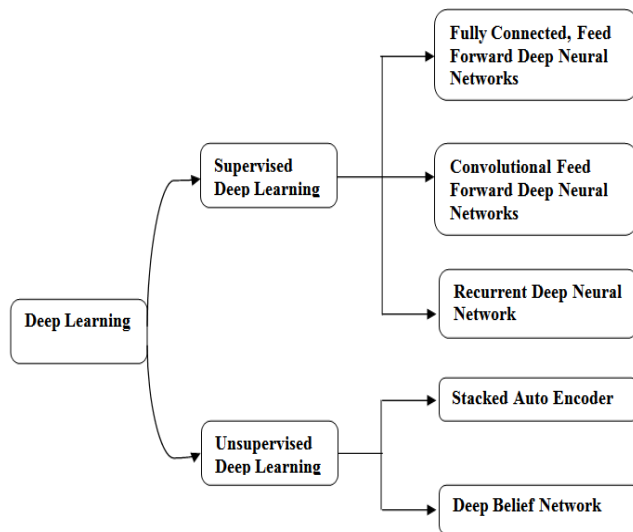 Fully Connected, Feed
Forward Deep Neural
Networks
Supervised
Deep Learning
Convolutional Feed
Forward Deep Neural
Networks
Recurrent Deep Neural
Network
Deep Learning
Unsupervised
Deep Learning
Stacked Auto Encoder
Deep Belief Network